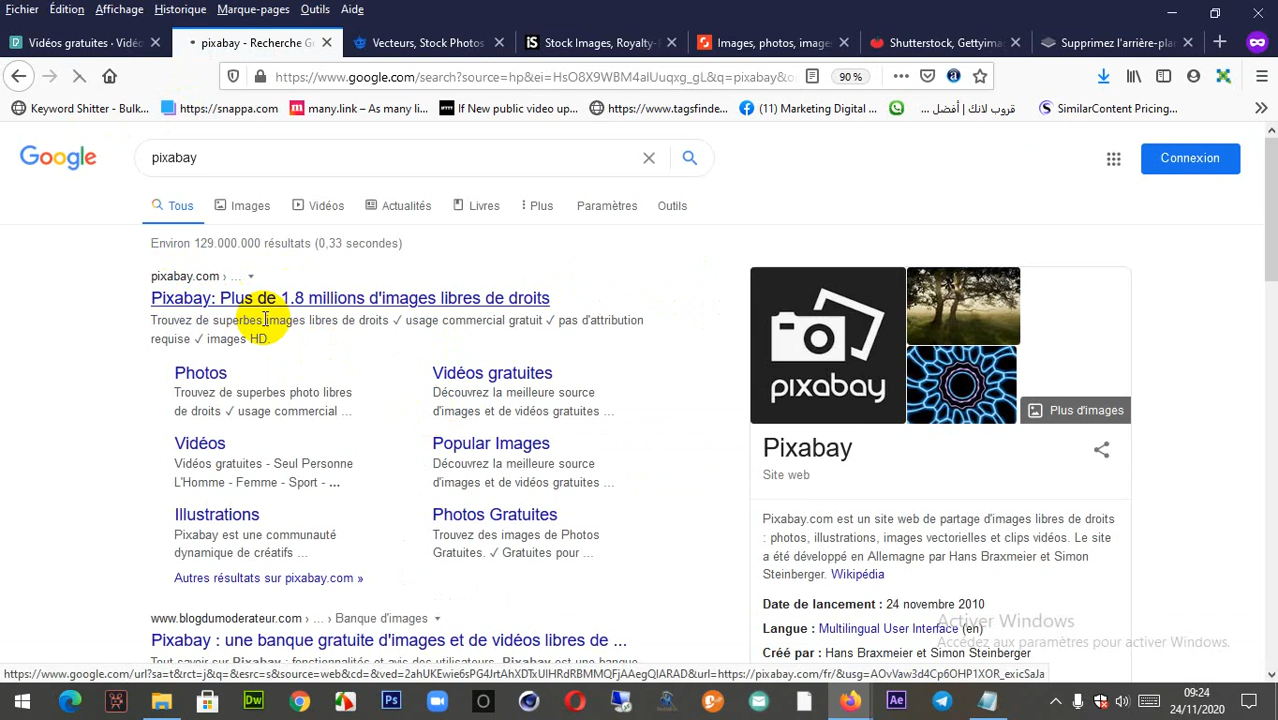 Fichier Édition Affichage Historique Marque-pages Outils Aide
Vidéos gratuites - Vidé
pixabay - Recherche G
Vecteurs, Stock Photos
Stock Images, Royalty-F
Images, photos, image
Shutterstock, Gettyima
Supprimez l'arrière-pla
https://www.google.com/search?source=hp&ei=HsO8X9WBM4alUuqxg_gL&q=pixabay&o
90 %
Keyword Shitter - Bulk...
https://snappa.com
many.link – As many li...
If New public video up...
https://www.tagsfinde...
(11) Marketing Digital ...
قروب لانك | أفضل ...
SimilarContent Pricing...
Google
pixabay
Connexion
Tous Images Vidéos Actualités Livres Plus Paramètres Outils
Environ 129.000.000 résultats (0,33 secondes)
pixabay.com › ...
Pixabay: Plus de 1.8 millions d'images libres de droits
Trouvez de superbes images libres de droits ✓ usage commercial gratuit ✓ pas d'attribution
requise ✓ images HD.
Photos
Trouvez de superbes photo libres
de droits ✓ usage commercial ...
Vidéos gratuites
Découvrez la meilleure source
d'images et de vidéos gratuites ...
Vidéos
Vidéos gratuites - Seul Personne
L'Homme - Femme - Sport - ...
Popular Images
Découvrez la meilleure source
d'images et de vidéos gratuites ...
Illustrations
Pixabay est une communauté
dynamique de créatifs ...
Photos Gratuites
Trouvez des images de Photos
Gratuites. ✓ Gratuites pour ...
Autres résultats sur pixabay.com »
www.blogdumoderateur.com › ... › Banque d'images
Pixabay : une banque gratuite d'images et de vidéos libres de ...
Tout savoir sur Pixabay : fonctionnalités et avis des utilisateurs. Pixabay est une banque
pixabay
Plus d'images
Pixabay
Site web
Pixabay.com est un site web de partage d'images libres de droits
: photos, illustrations, images vectorielles et clips vidéos. Le site
a été développé en Allemagne par Hans Braxmeier et Simon
Steinberger. Wikipédia
Date de lancement : 24 novembre 2010
Langue : Multilingual User Interface (en)
Créé par : Hans Braxmeier et Simon Steinberger
Activer Windows
Accédez aux paramètres pour activer Windows.
09:24
24/11/2020